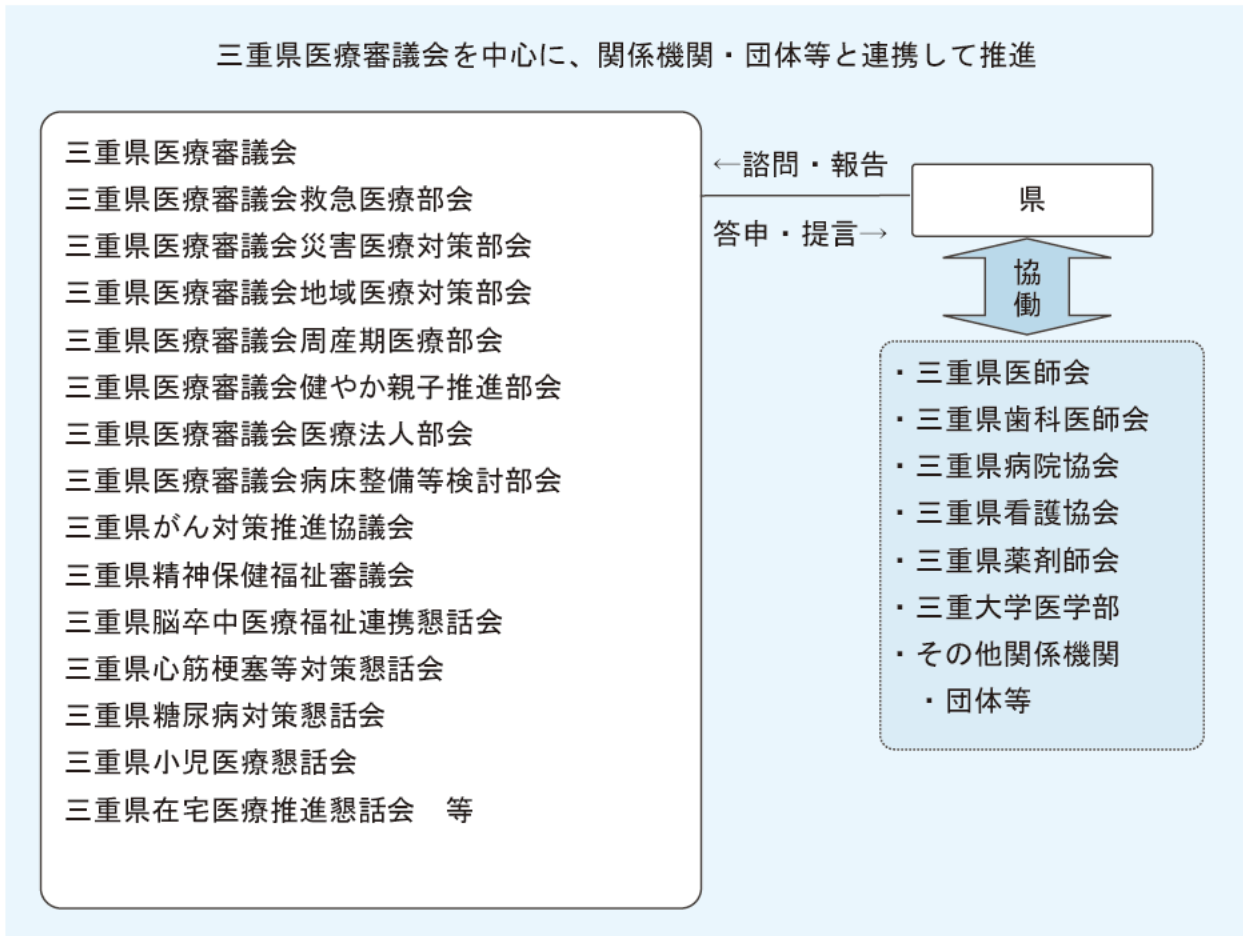 三重県医療審議会を中心に、関係機関・団体等と連携して推進
三重県医療審議会
三重県医療審議会救急医療部会
三重県医療審議会災害医療対策部会
三重県医療審議会地域医療対策部会
三重県医療審議会周産期医療部会
三重県医療審議会健やか親子推進部会
三重県医療審議会医療法人部会
三重県医療審議会病床整備等検討部会
三重県がん対策推進協議会
三重県精神保健福祉審議会
三重県脳卒中医療福祉連携懇話会
三重県心筋梗塞等対策懇話会
三重県糖尿病対策懇話会
三重県小児医療懇話会
三重県在宅医療推進懇話会　等
←諮問・報告
答申・提言→
県
協
働
・三重県医師会
・三重県歯科医師会
・三重県病院協会
・三重県看護協会
・三重県薬剤師会
・三重大学医学部
・その他関係機関
・団体等